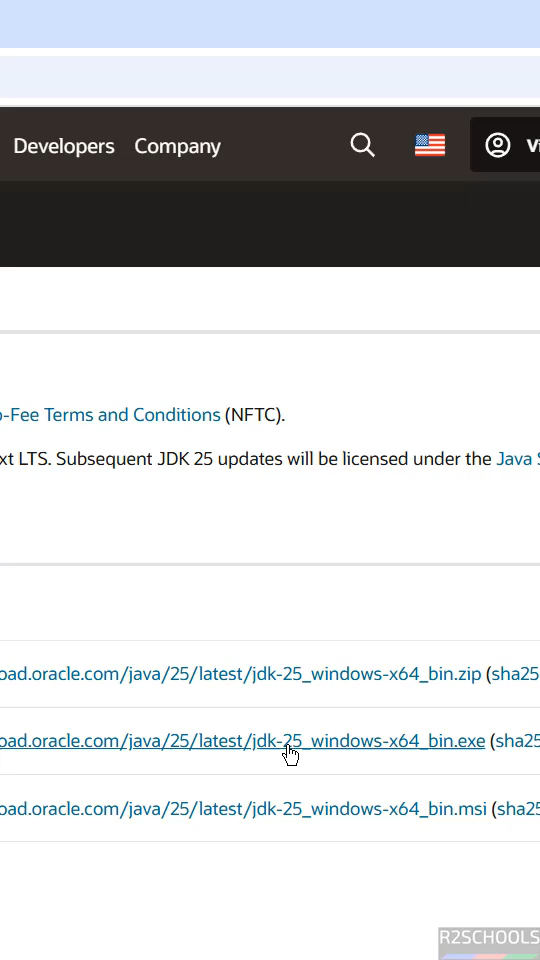 Developers Company Vi
o-Fee Terms and Conditions (NFTC).
xt LTS. Subsequent JDK 25 updates will be licensed under the Java S
oad.oracle.com/java/25/latest/jdk-25_windows-x64_bin.zip (sha25
oad.oracle.com/java/25/latest/jdk-25_windows-x64_bin.exe (sha25
oad.oracle.com/java/25/latest/jdk-25_windows-x64_bin.msi (sha25
R2SCHOOLS